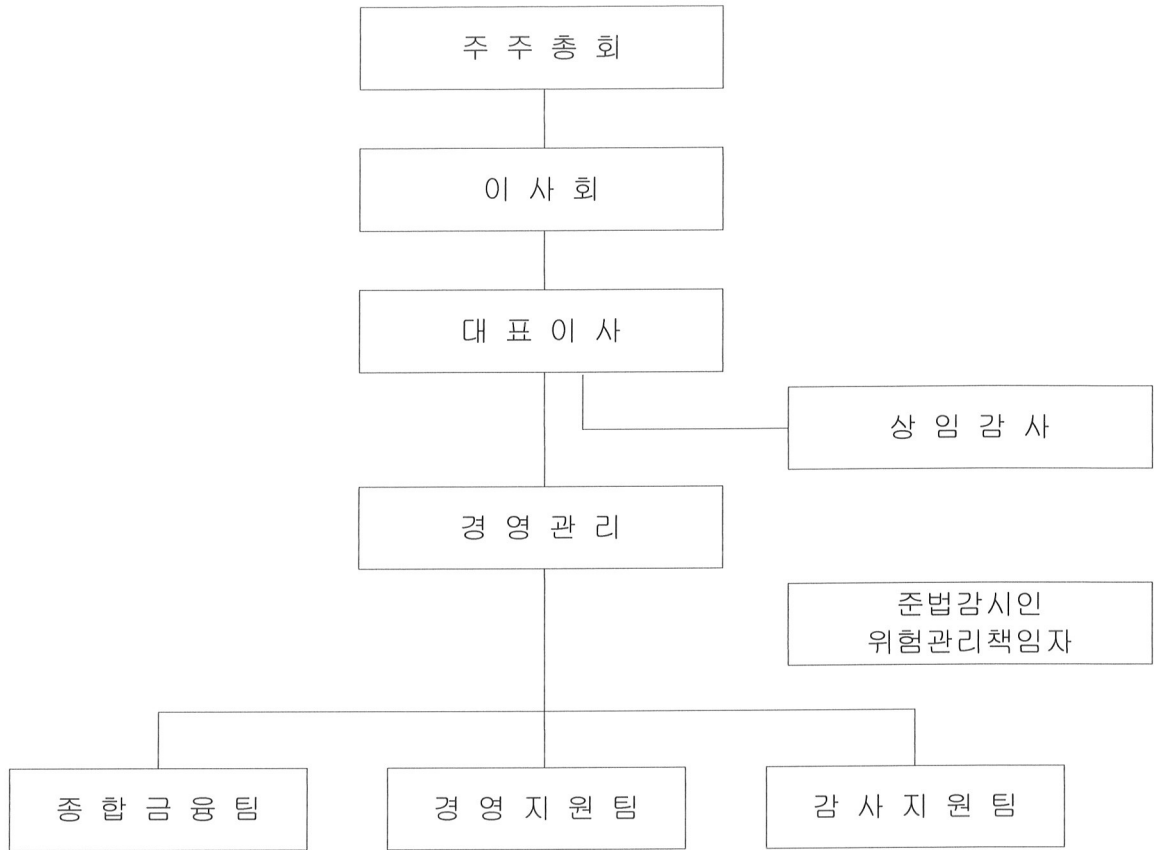 주 주 총 회
이 사 회
대 표 이 사
상 임 감 사
경 영 관 리
준법감시인
위험관리책임자
종 합 금 융 팀
경 영 지 원 팀
감 사 지 원 팀